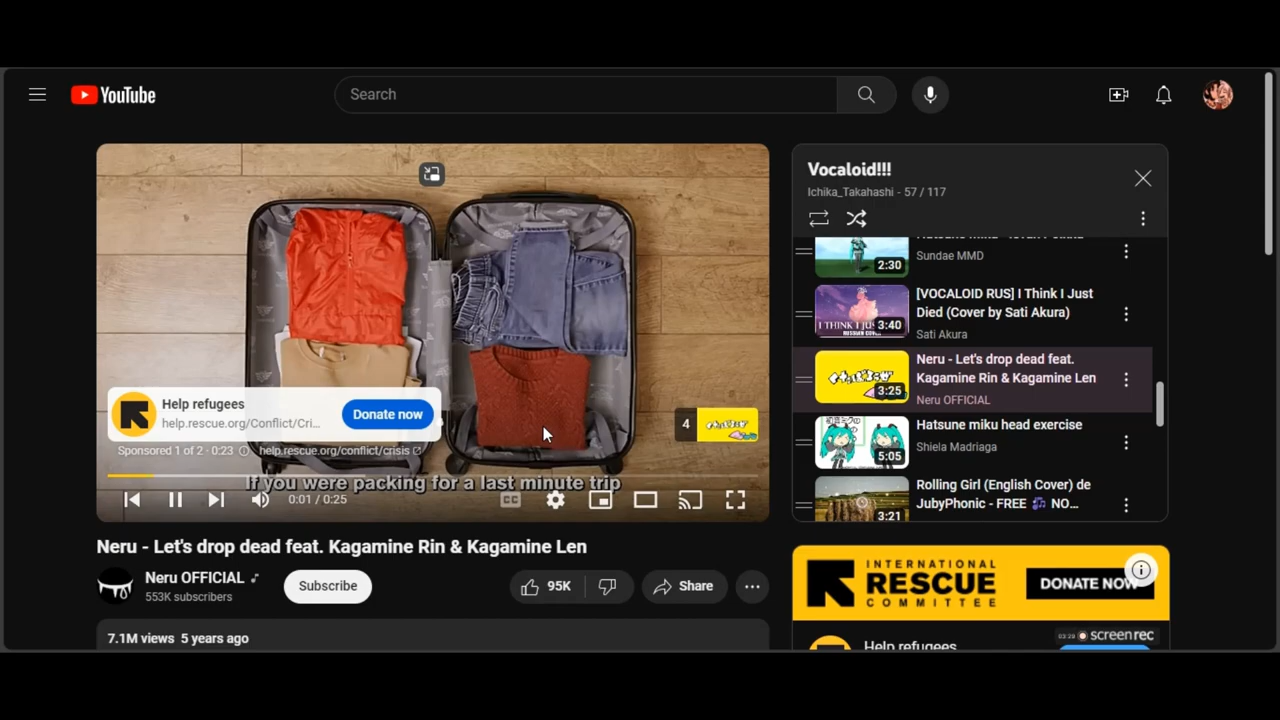 YouTube
Search
Help refugees
help.rescue.org/Conflict/Cri...
Donate now
Sponsored 1 of 2 · 0:23
help.rescue.org/conflict/crisis
4
If you were packing for a last minute trip
0:01 / 0:25
CC
Neru - Let's drop dead feat. Kagamine Rin & Kagamine Len
Neru OFFICIAL
553K subscribers
Subscribe
95K
Share
7.1M views 5 years ago
Vocaloid!!!
Ichika_Takahashi - 57 / 117
2:30
Sundae MMD
I THINK I JUS
3:40
[VOCALOID RUS] I Think I Just
Died (Cover by Sati Akura)
Sati Akura
3:25
Neru - Let's drop dead feat.
Kagamine Rin & Kagamine Len
Neru OFFICIAL
5:05
Hatsune miku head exercise
Shiela Madriaga
3:21
Rolling Girl (English Cover) de
JubyPhonic - FREE 🎶 NO...
INTERNATIONAL
RESCUE
COMMITTEE
DONATE NOW
Help refugees
03:29
screenrec